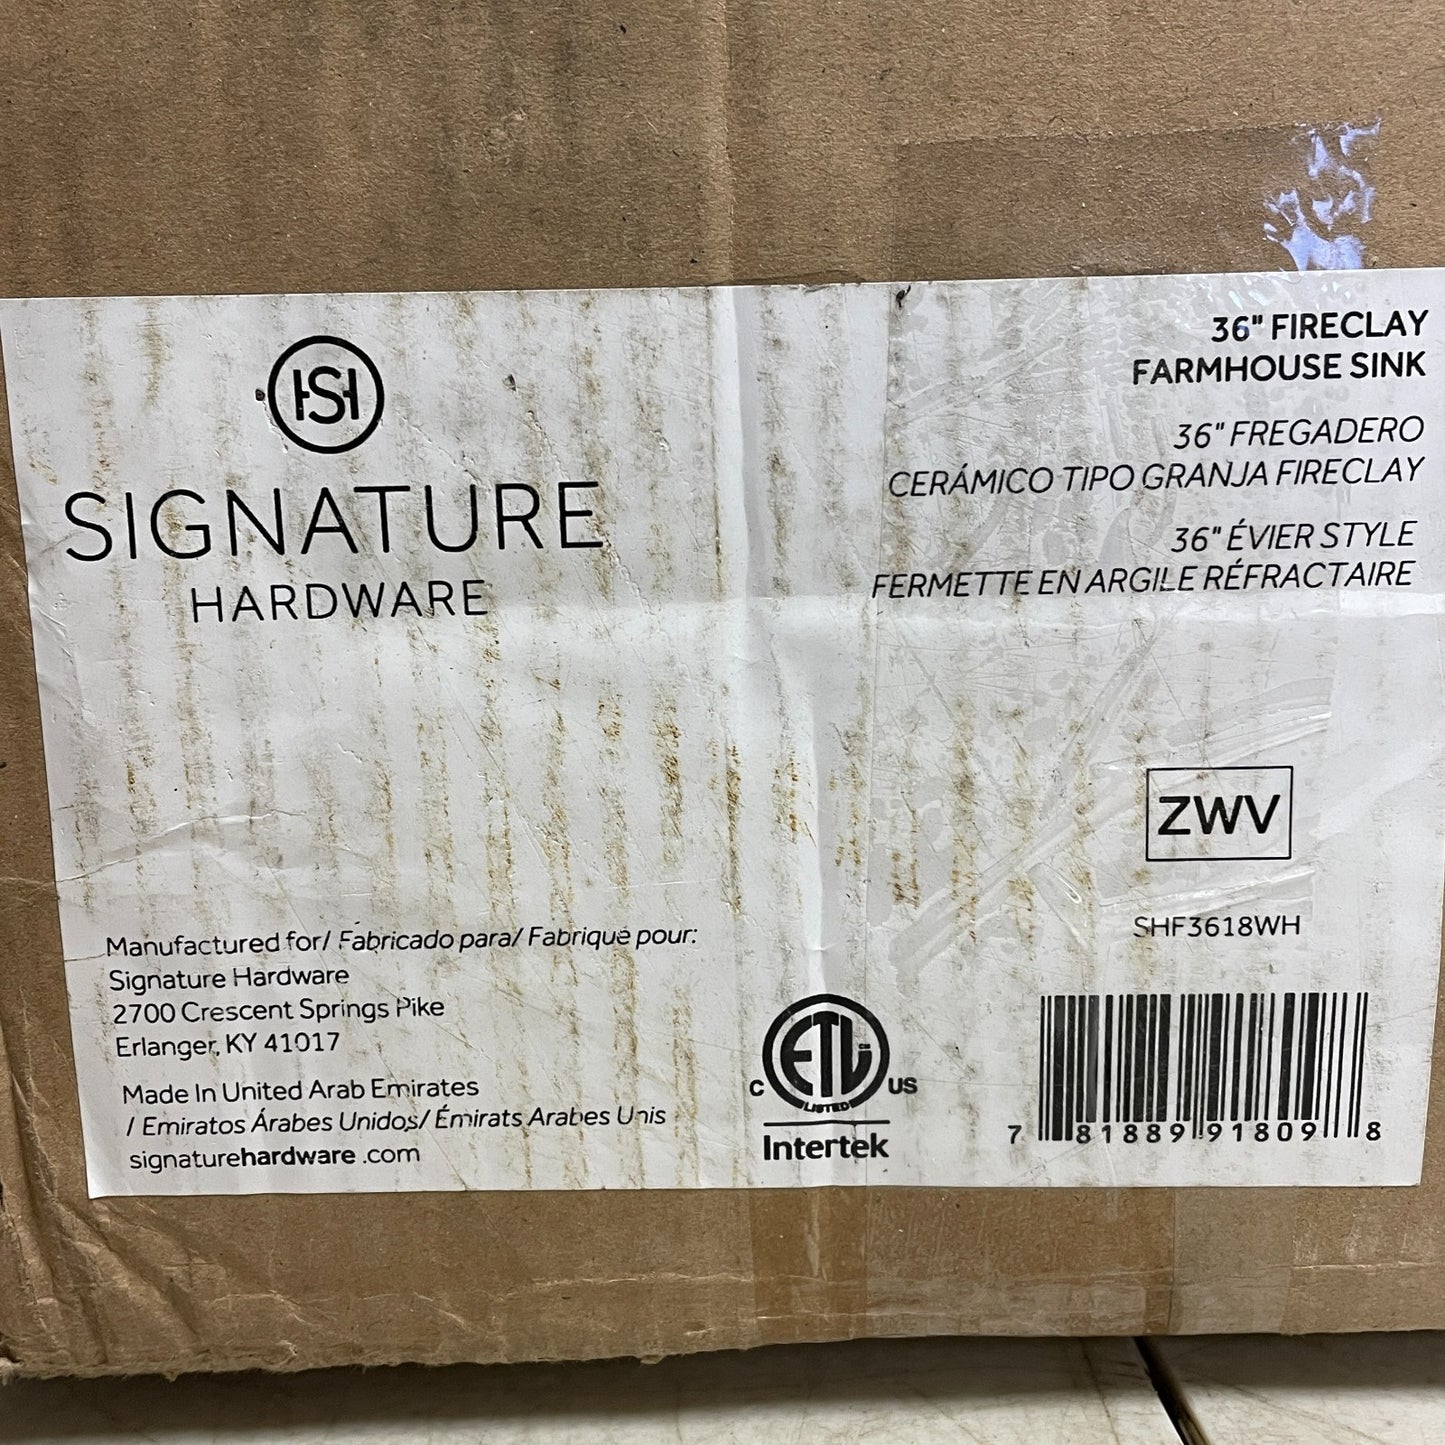 SIGNATURE
HARDWARE
36" FIRECLAY
FARMHOUSE SINK
36" FREGADERO
CERÁMICO TIPO GRANJA FIRECLAY
36" ÉVIER STYLE
FERMETTE EN ARGILE RÉFRACTAIRE
ZWV
SHF3618WH
Manufactured for/ Fabricado para/ Fabriqué pour:
Signature Hardware
2700 Crescent Springs Pike
Erlanger, KY 41017
Made In United Arab Emirates
/ Emiratos Árabes Unidos/ Émirats Arabes Unis
signaturehardware .com
C ETL CM US
LISTED
Intertek
7 81889 91809 8